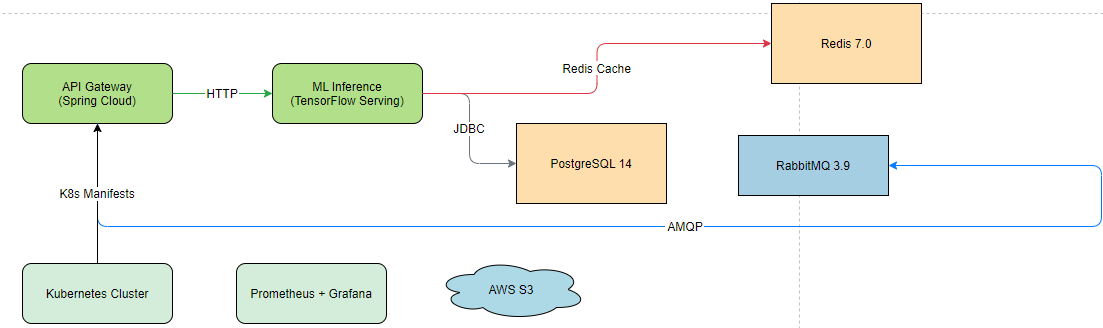 Redis 7.0
Redis Cache
API Gateway
(Spring Cloud)
HTTP
ML Inference
(TensorFlow Serving)
JDBC
PostgreSQL 14
RabbitMQ 3.9
K8s Manifests
AMQP
Kubernetes Cluster
Prometheus + Grafana
AWS S3